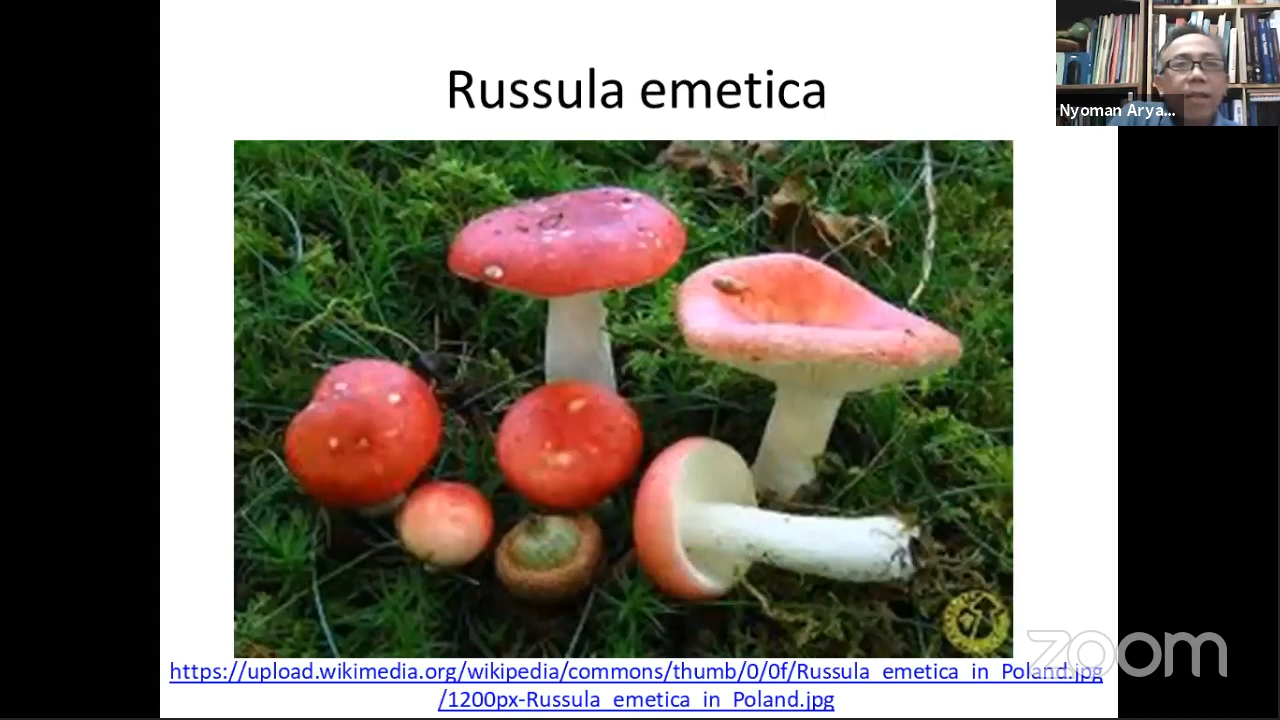 Russula emetica
Nyoman Arya...
https://upload.wikimedia.org/wikipedia/commons/thumb/0/0f/Russula_emetica_in_Poland.jpg
/1200px-Russula_emetica_in_Poland.jpg
zoom